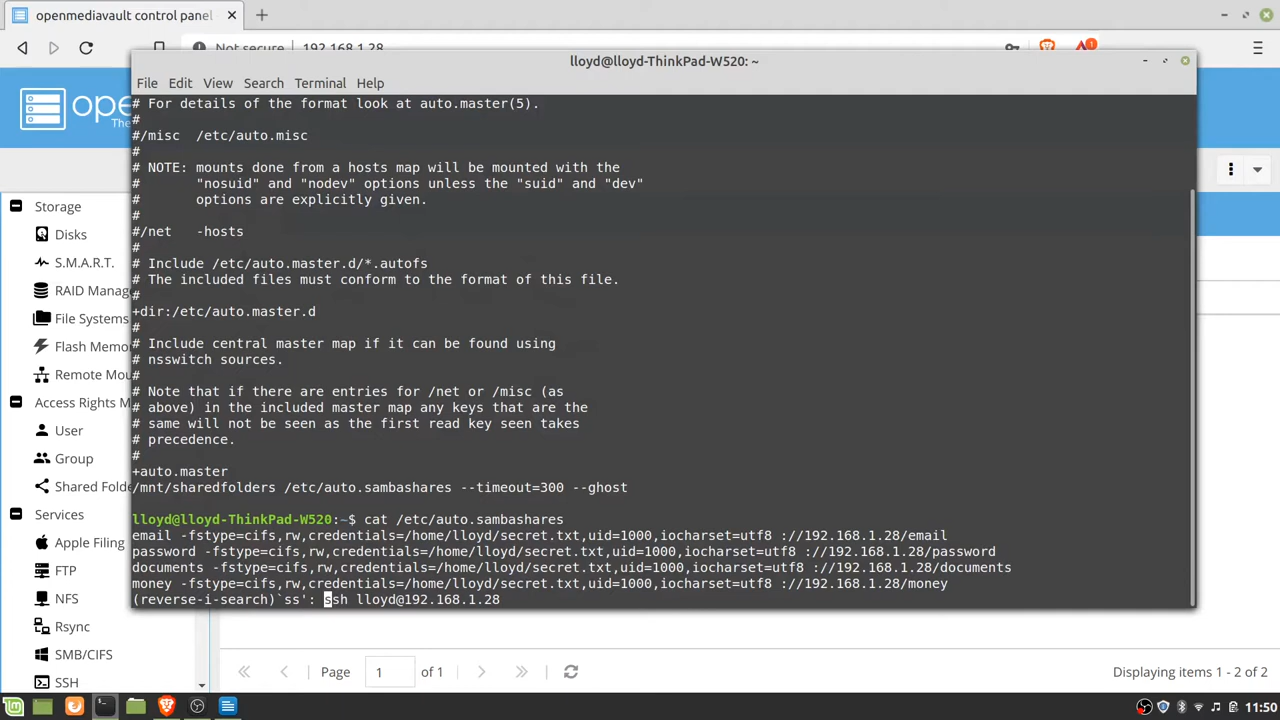 openmediavault control panel
Not secure 192.168.1.28
lloyd@lloyd-ThinkPad-W520: ~
File Edit View Search Terminal Help
# For details of the format look at auto.master(5).
#
#/misc /etc/auto.misc
#
# NOTE: mounts done from a hosts map will be mounted with the
# "nosuid" and "nodev" options unless the "suid" and "dev"
# options are explicitly given.
#
#/net -hosts
#
# Include /etc/auto.master.d/*.autofs
# The included files must conform to the format of this file.
#
+dir:/etc/auto.master.d
#
# Include central master map if it can be found using
# nsswitch sources.
#
# Note that if there are entries for /net or /misc (as
# above) in the included master map any keys that are the
# same will not be seen as the first read key seen takes
# precedence.
#
+auto.master
/mnt/sharedfolders /etc/auto.sambashares --timeout=300 --ghost
lloyd@lloyd-ThinkPad-W520:~$ cat /etc/auto.sambashares
email -fstype=cifs,rw,credentials=/home/lloyd/secret.txt,uid=1000,iocharset=utf8 ://192.168.1.28/email
password -fstype=cifs,rw,credentials=/home/lloyd/secret.txt,uid=1000,iocharset=utf8 ://192.168.1.28/password
documents -fstype=cifs,rw,credentials=/home/lloyd/secret.txt,uid=1000,iocharset=utf8 ://192.168.1.28/documents
money -fstype=cifs,rw,credentials=/home/lloyd/secret.txt,uid=1000,iocharset=utf8 ://192.168.1.28/money
(reverse-i-search)`ss': ssh lloyd@192.168.1.28
ope
The
Storage
Disks
S.M.A.R.T.
RAID Manag
File Systems
Flash Memo
Remote Mou
Access Rights M
User
Group
Shared Folde
Services
Apple Filing
FTP
NFS
Rsync
SMB/CIFS
SSH
Page 1 of 1
Displaying items 1 - 2 of 2
11:50